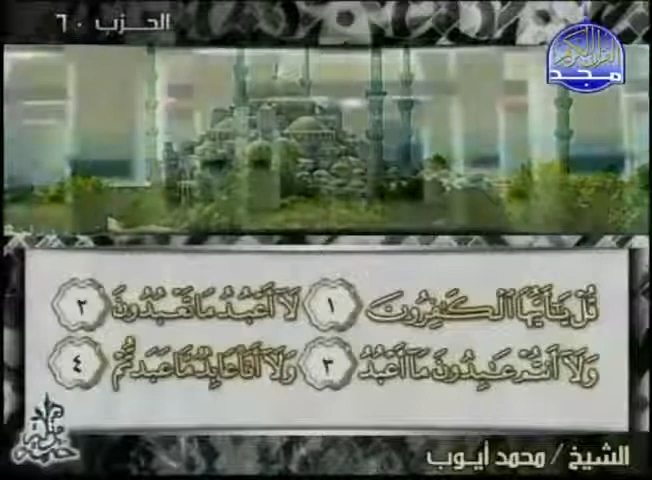 الحزب ٦٠
القرآن الكريم
مجد
قُلْ يَـٰٓأَيُّهَا ٱلْكَـٰفِرُونَ ١ لَآ أَعْبُدُ مَا تَعْبُدُونَ ٢
وَلَآ أَنتُمْ عَـٰبِدُونَ مَآ أَعْبُدُ ٣ وَلَآ أَنَا۠ عَابِدٌ مَّا عَبَدتُّمْ ٤
الشيخ / محمد أيوب